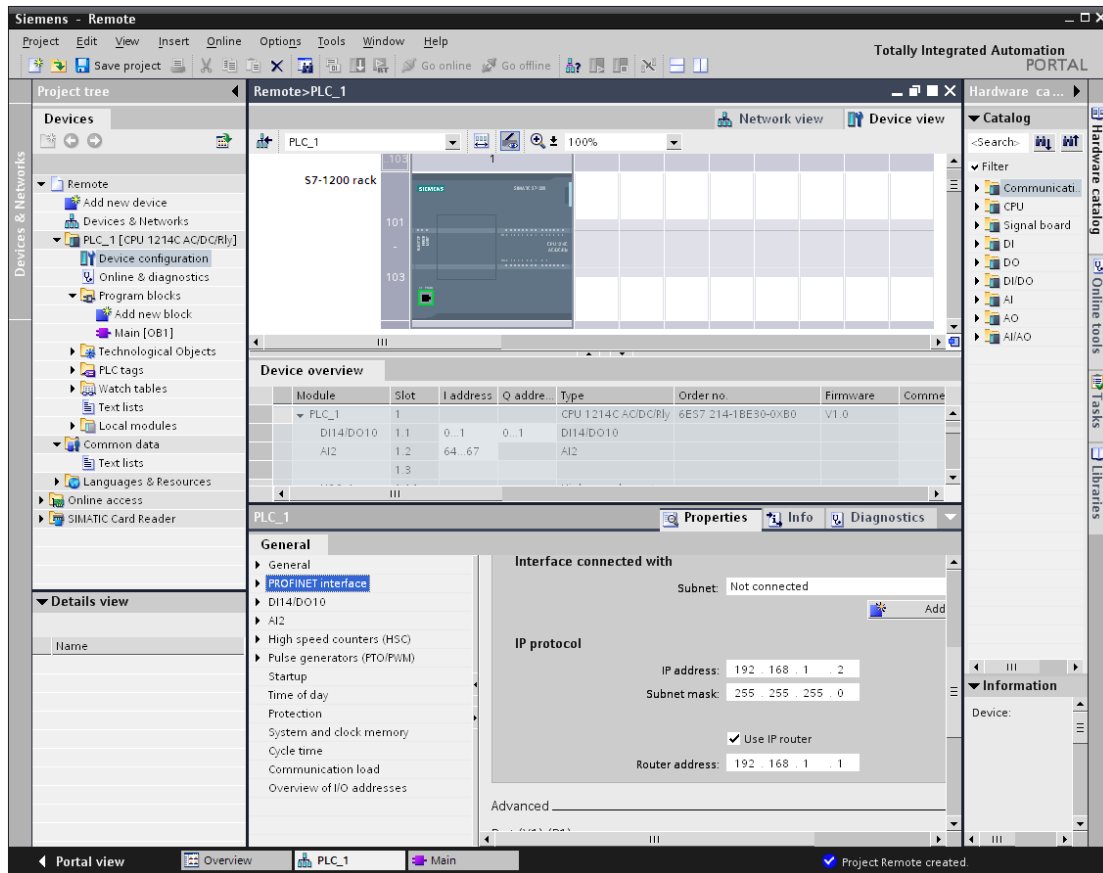 Siemens - Remote
Project Edit View Insert Online Options Tools Window Help
Totally Integrated Automation
PORTAL
Save project Go online Go offline
Project tree
Devices
Devices & Networks
Remote
Add new device
Devices & Networks
PLC_1 [CPU 1214C AC/DC/Rly]
Device configuration
Online & diagnostics
Program blocks
Add new block
Main [OB1]
Technological Objects
PLC tags
Watch tables
Text lists
Local modules
Common data
Text lists
Languages & Resources
Online access
SIMATIC Card Reader
Details view
Name
Remote>PLC_1
Network view Device view
PLC_1 100%
103 1
S7-1200 rack
SIEMENS
101
-
103
Device overview
Module Slot I address Q addre... Type Order no. Firmware Comme
PLC_1 1 CPU 1214C AC/DC/Rly 6ES7 214-1BE30-0XB0 V1.0
DI14/DO10 1.1 0...1 0...1 DI14/DO10
AI2 1.2 64...67 AI2
1.3
PLC_1
Properties Info Diagnostics
General
General
PROFINET interface
DI14/DO10
AI2
High speed counters (HSC)
Pulse generators (PTO/PWM)
Startup
Time of day
Protection
System and clock memory
Cycle time
Communication load
Overview of I/O addresses
Interface connected with
Subnet: Not connected
Add
IP protocol
IP address: 192 . 168 . 1 . 2
Subnet mask: 255 . 255 . 255 . 0
Use IP router
Router address: 192 . 168 . 1 . 1
Advanced
Hardware ca...
Catalog
<Search>
Filter
Communicati..
CPU
Signal board
DI
DO
DI/DO
AI
AO
AI/AO
Information
Device:
Hardware catalog
Online tools
Tasks
Libraries
Portal view Overview PLC_1 Main Project Remote created.